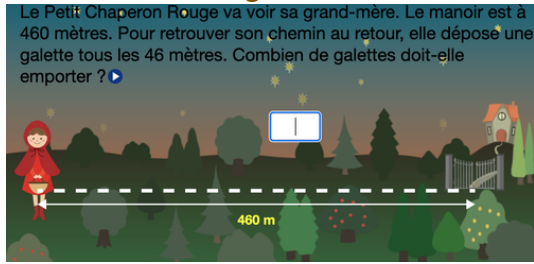 Le Petit Chaperon Rouge va voir sa grand-mère. Le manoir est à
460 mètres. Pour retrouver son chemin au retour, elle dépose une
galette tous les 46 mètres. Combien de galettes doit-elle
emporter ?
460 m